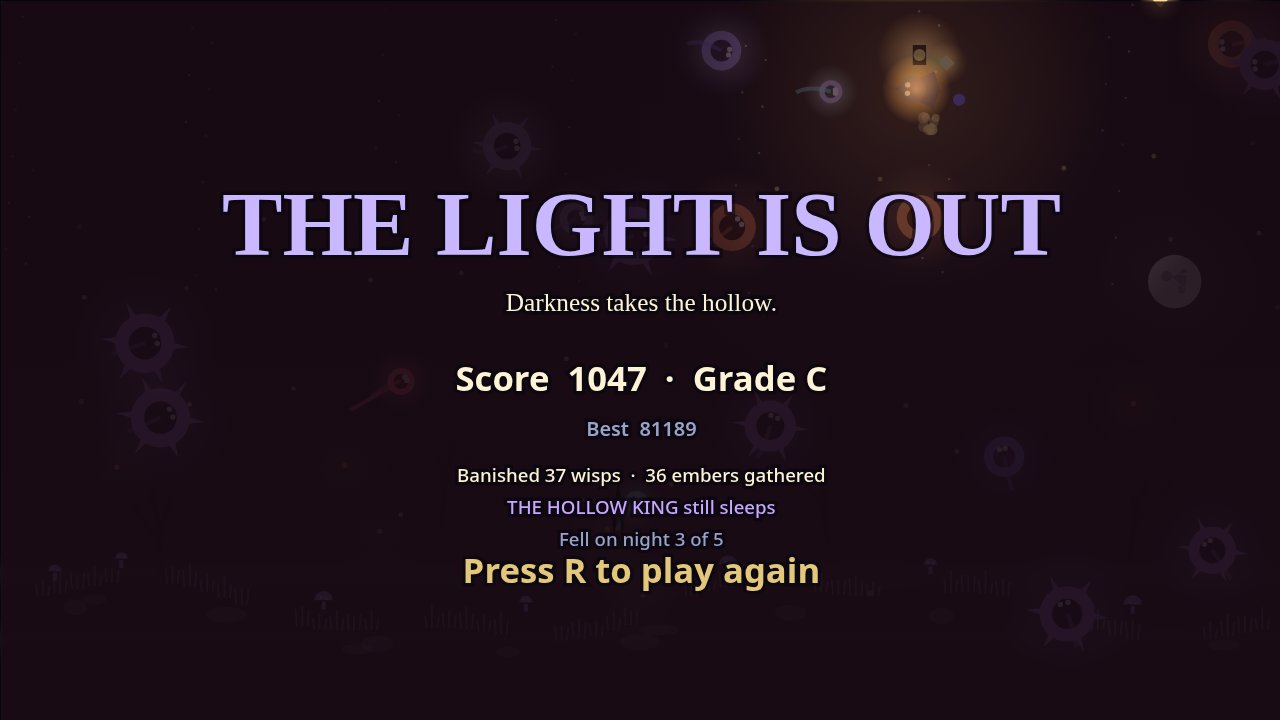 THE LIGHT IS OUT
Darkness takes the hollow.
Score 1047 · Grade C
Best 81189
Banished 37 wisps · 36 embers gathered
THE HOLLOW KING still sleeps
Fell on night 3 of 5
Press R to play again